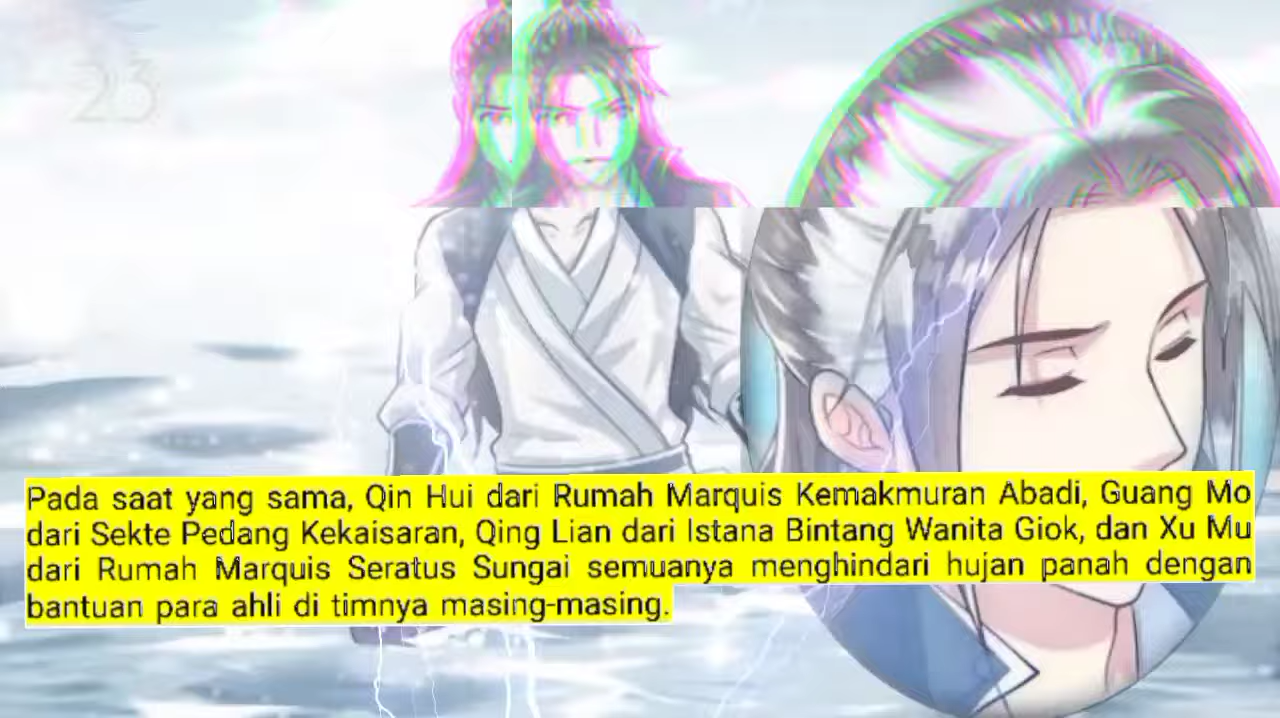 23
Pada saat yang sama, Qin Hui dari Rumah Marquis Kemakmuran Abadi, Guang Mo
dari Sekte Pedang Kekaisaran, Qing Lian dari Istana Bintang Wanita Giok, dan Xu Mu
dari Rumah Marquis Seratus Sungai semuanya menghindari hujan panah dengan
bantuan para ahli di timnya masing-masing.